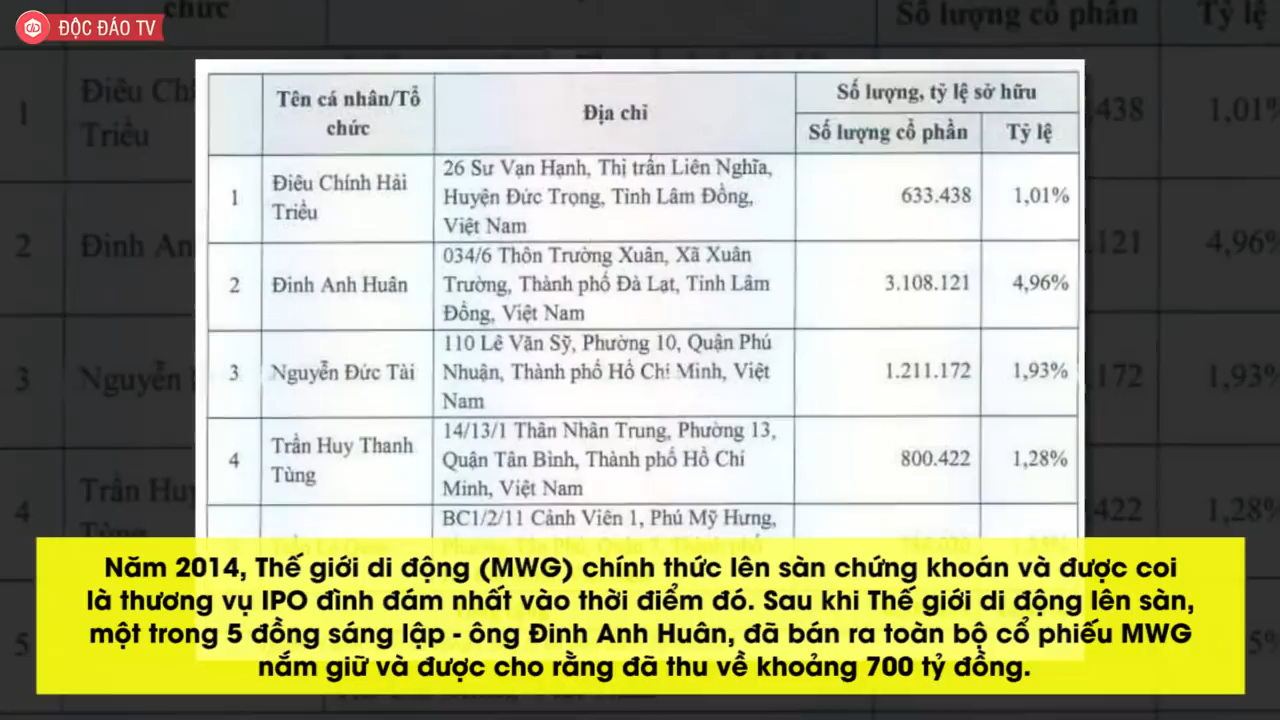 ĐỘC ĐÁO TV
chức
Số lượng cổ phần
Tỷ lệ
Tên cá nhân/Tổ chức
Địa chỉ
Số lượng, tỷ lệ sở hữu
Số lượng cổ phần
Tỷ lệ
1
Điêu Chính Hải
Triều
26 Sư Vạn Hạnh, Thị trấn Liên Nghĩa,
Huyện Đức Trọng, Tỉnh Lâm Đồng,
Việt Nam
633.438
1,01%
2
Đinh Anh Huân
034/6 Thôn Trường Xuân, Xã Xuân
Trường, Thành phố Đà Lạt, Tỉnh Lâm
Đồng, Việt Nam
3.108.121
4,96%
3
Nguyễn Đức Tài
110 Lê Văn Sỹ, Phường 10, Quận Phú
Nhuận, Thành phố Hồ Chí Minh, Việt
Nam
1.211.172
1,93%
4
Trần Huy Thanh
Tùng
14/13/1 Thân Nhân Trung, Phường 13,
Quận Tân Bình, Thành phố Hồ Chí
Minh, Việt Nam
800.422
1,28%
BC1/2/11 Cảnh Viên 1, Phú Mỹ Hưng,
Năm 2014, Thế giới di động (MWG) chính thức lên sàn chứng khoán và được coi
là thương vụ IPO đình đám nhất vào thời điểm đó. Sau khi Thế giới di động lên sàn,
một trong 5 đồng sáng lập - ông Đinh Anh Huân, đã bán ra toàn bộ cổ phiếu MWG
nắm giữ và được cho rằng đã thu về khoảng 700 tỷ đồng.